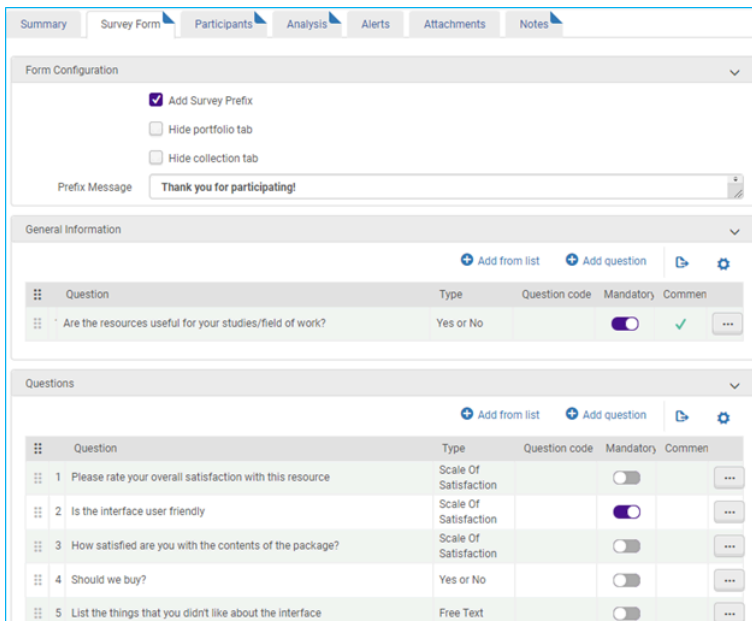 Summary Survey Form Participants Analysis Alerts Attachments Notes
Form Configuration
Add Survey Prefix
Hide portfolio tab
Hide collection tab
Prefix Message Thank you for participating!
General Information
Add from list Add question
Question Type Question code Mandatory Commen
Are the resources useful for your studies/field of work? Yes or No
Questions
Add from list Add question
Question Type Question code Mandatory Commen
1 Please rate your overall satisfaction with this resource Scale Of
Satisfaction
2 Is the interface user friendly Scale Of
Satisfaction
3 How satisfied are you with the contents of the package? Scale Of
Satisfaction
4 Should we buy? Yes or No
5 List the things that you didn't like about the interface Free Text